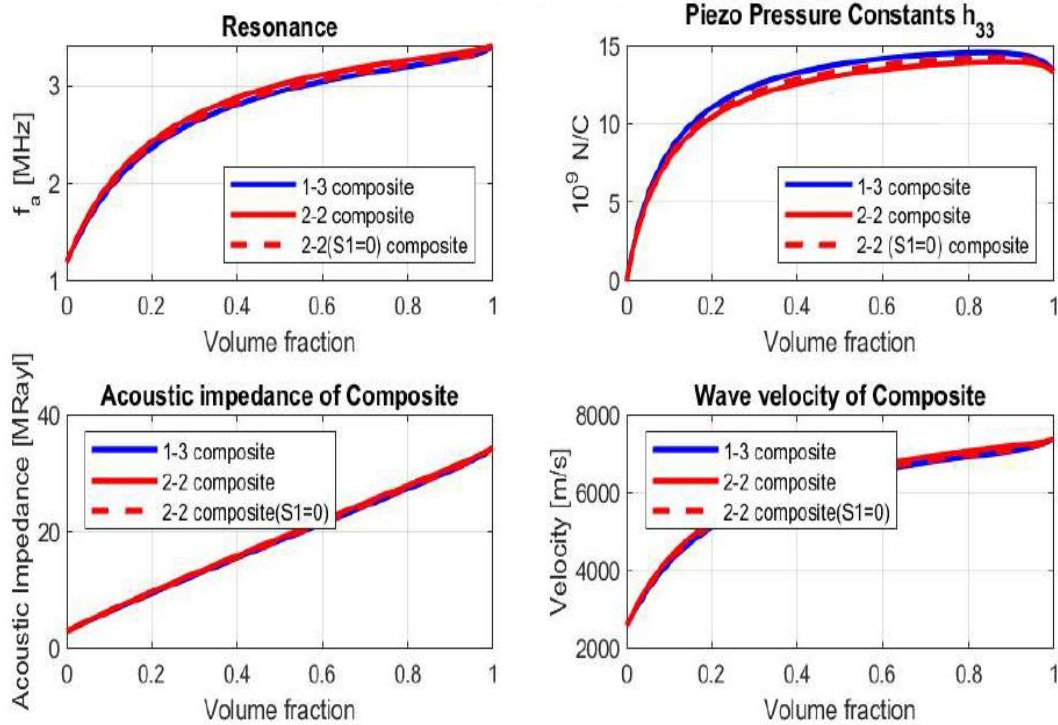 Resonance
f_a [MHz]
3
2
1
1-3 composite
2-2 composite
2-2(S1=0) composite
0 0.2 0.4 0.6 0.8 1
Volume fraction
Piezo Pressure Constants h_33
10^9 N/C
15
10
5
0
1-3 composite
2-2 composite
2-2 (S1=0) composite
0 0.2 0.4 0.6 0.8 1
Volume fraction
Acoustic impedance of Composite
Acoustic Impedance [MRayl]
40
20
0
1-3 composite
2-2 composite
2-2 composite(S1=0)
0 0.2 0.4 0.6 0.8 1
Volume fraction
Wave velocity of Composite
Velocity [m/s]
8000
6000
4000
2000
1-3 composite
2-2 composite
2-2 composite(S1=0)
0 0.2 0.4 0.6 0.8 1
Volume fraction